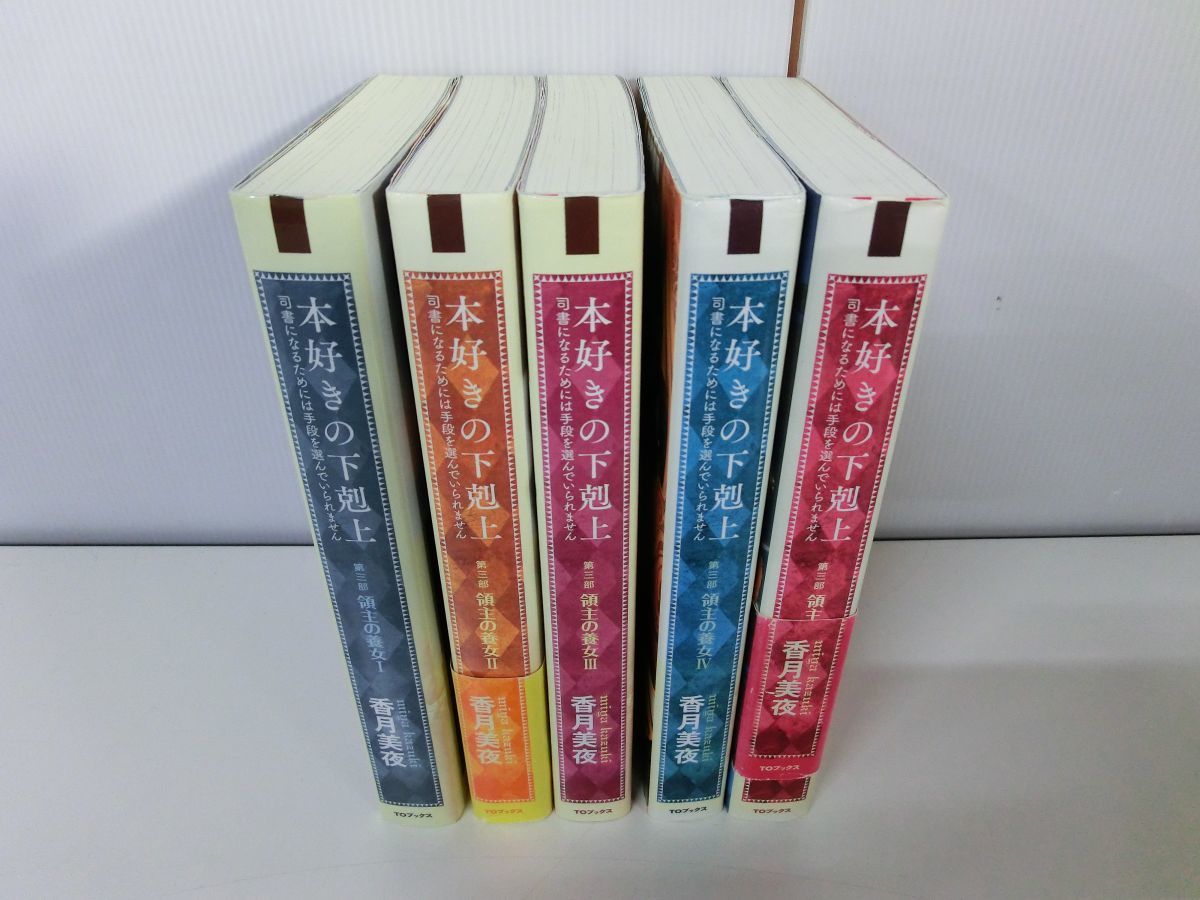 本好きの下剋上
司書になるためには手段を選んでいられません
第三部 領主の養女Ⅰ
香月美夜
miya kazuki
TOブックス
本好きの下剋上
司書になるためには手段を選んでいられません
第三部 領主の養女Ⅱ
香月美夜
miya kazuki
TOブックス
本好きの下剋上
司書になるためには手段を選んでいられません
第三部 領主の養女Ⅲ
香月美夜
miya kazuki
TOブックス
本好きの下剋上
司書になるためには手段を選んでいられません
第三部 領主の養女Ⅳ
香月美夜
miya kazuki
TOブックス
本好きの下剋上
司書になるためには手段を選んでいられません
第三部 領主
香月美夜
miya kazuki
TOブックス
TOブックス